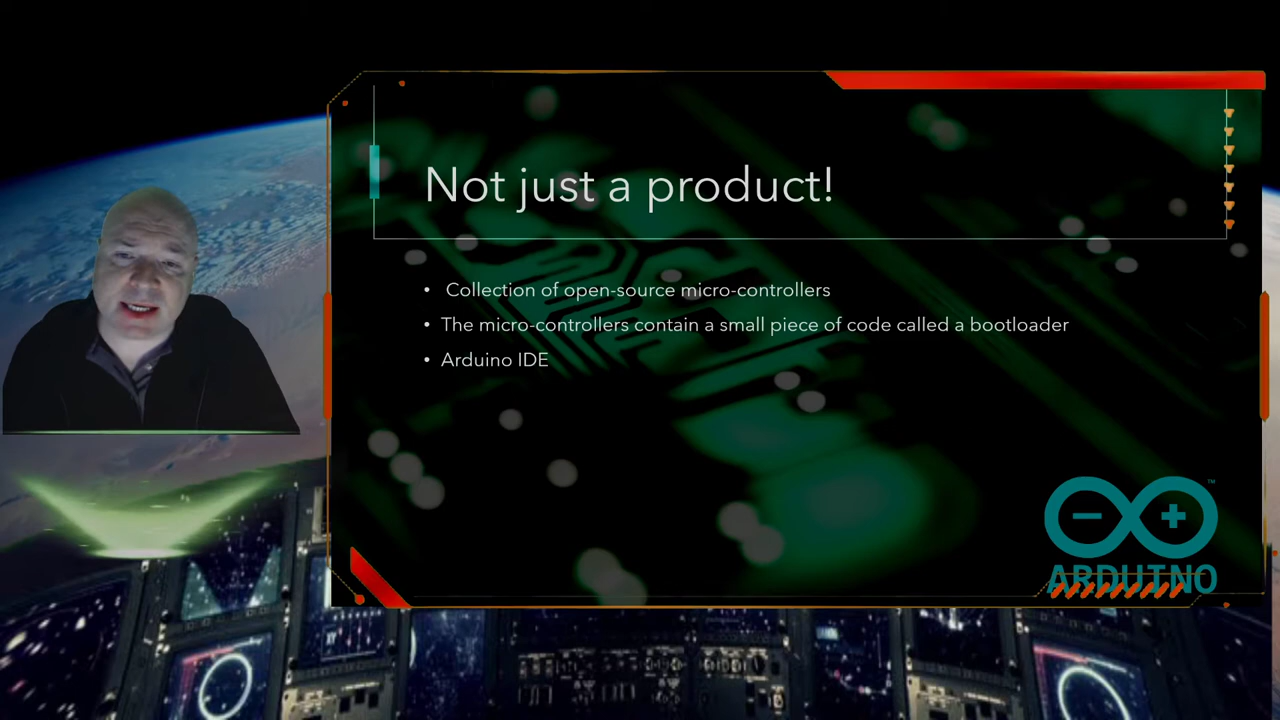 Not just a product!
• Collection of open-source micro-controllers
• The micro-controllers contain a small piece of code called a bootloader
• Arduino IDE
ARDUINO
™